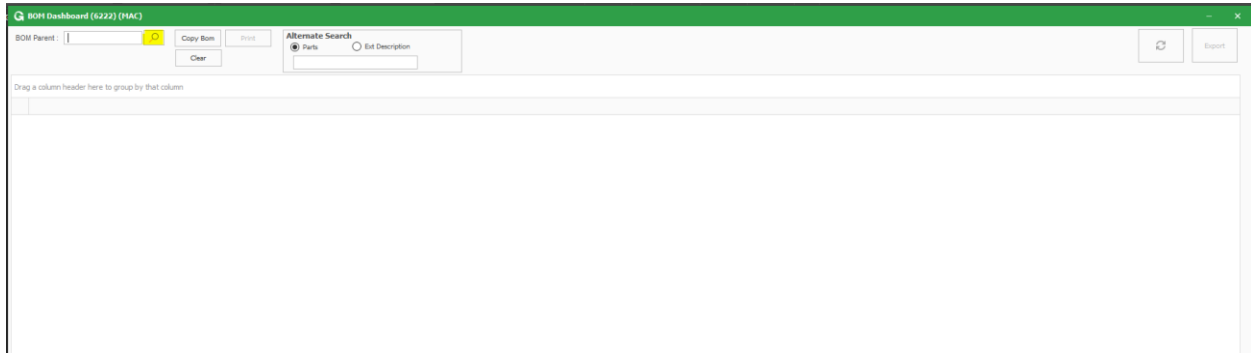 BOM Dashboard (6222) (MAC)
BOM Parent :
Copy Bom
Print
Clear
Alternate Search
Parts
Ext Description
Export
Drag a column header here to group by that column